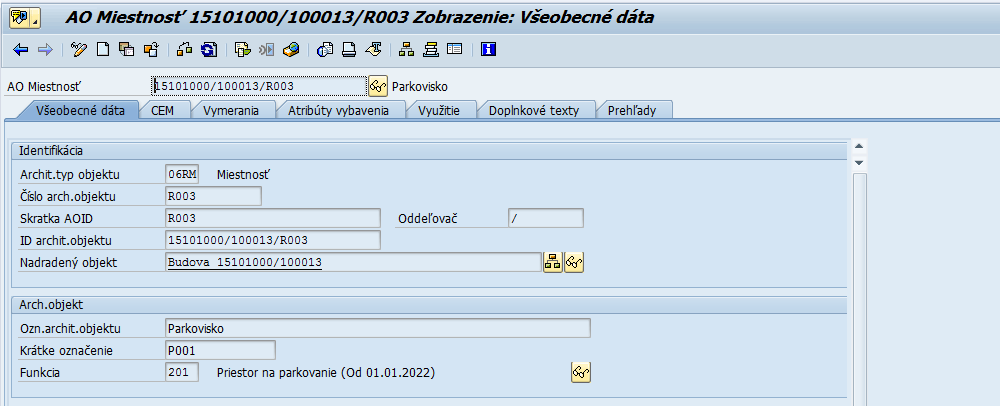 AO Miestnosť 15101000/100013/R003 Zobrazenie: Všeobecné dáta
AO Miestnosť 15101000/100013/R003 Parkovisko
Všeobecné dáta CEM Vymerania Atribúty vybavenia Využitie Doplnkové texty Prehľady
Identifikácia
Archit.typ objektu 06RM Miestnosť
Číslo arch.objektu R003
Skratka AOID R003 Oddeľovač /
ID archit.objektu 15101000/100013/R003
Nadradený objekt Budova 15101000/100013
Arch.objekt
Ozn.archit.objektu Parkovisko
Krátke označenie P001
Funkcia 201 Priestor na parkovanie (Od 01.01.2022)